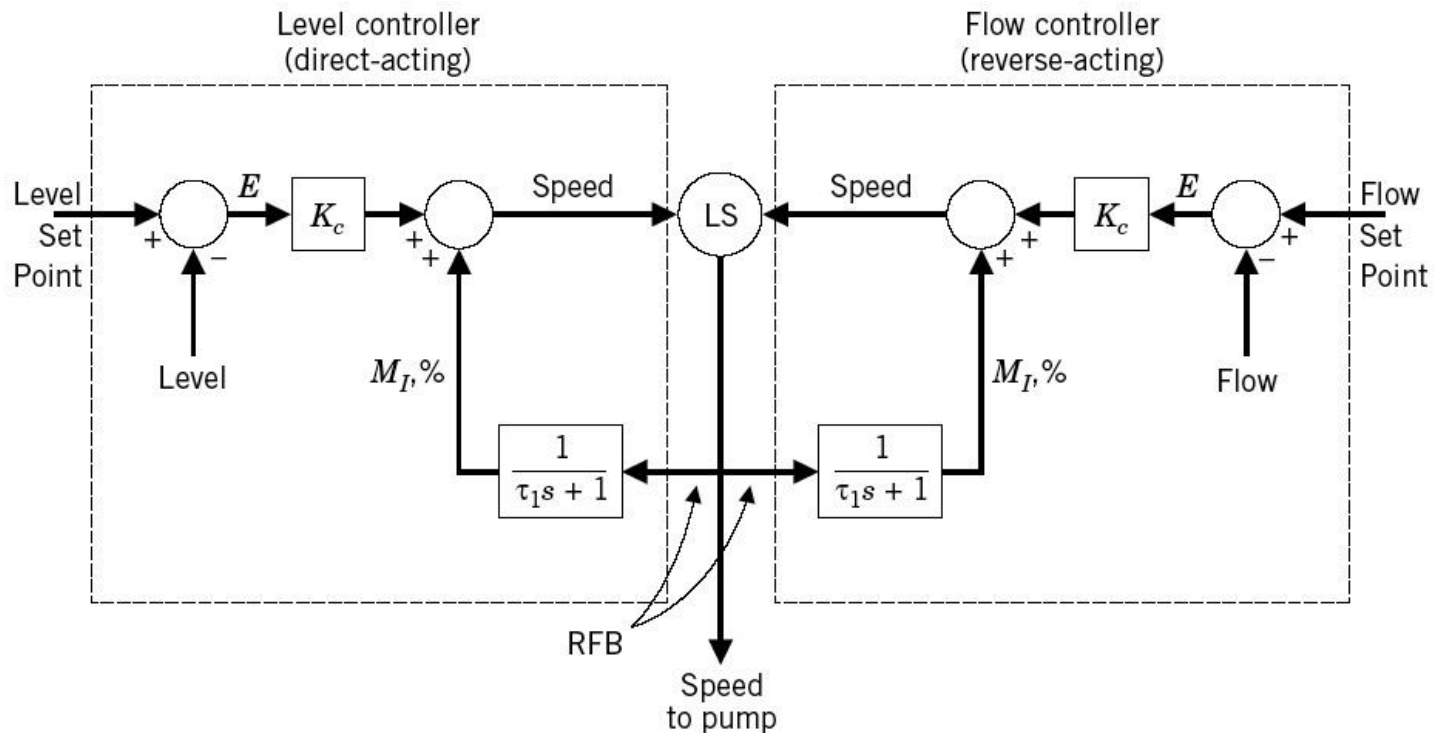 Level controller
(direct-acting)
Flow controller
(reverse-acting)
Level
Set
Point
+
−
E
K_c
+
+
Speed
LS
Speed
+
+
K_c
E
+
−
Flow
Set
Point
Level
M_I,%
M_I,%
Flow
1
τ_1s + 1
1
τ_1s + 1
RFB
Speed
to pump